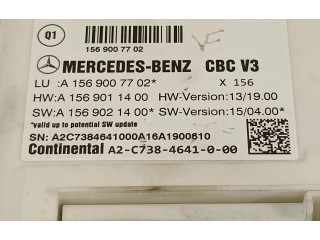 Q1
156 900 77 02
MERCEDES-BENZ CBC V3
LU :A 156 900 77 02* X 156
HW:A 156 901 14 00 HW-Version:13/19.00
SW:A 156 902 14 00* SW-Version:15/04.00*
*valid up to potential SW update
SN: A2C7384641000A16A1900610
Continental A2-C738-4641-0-00